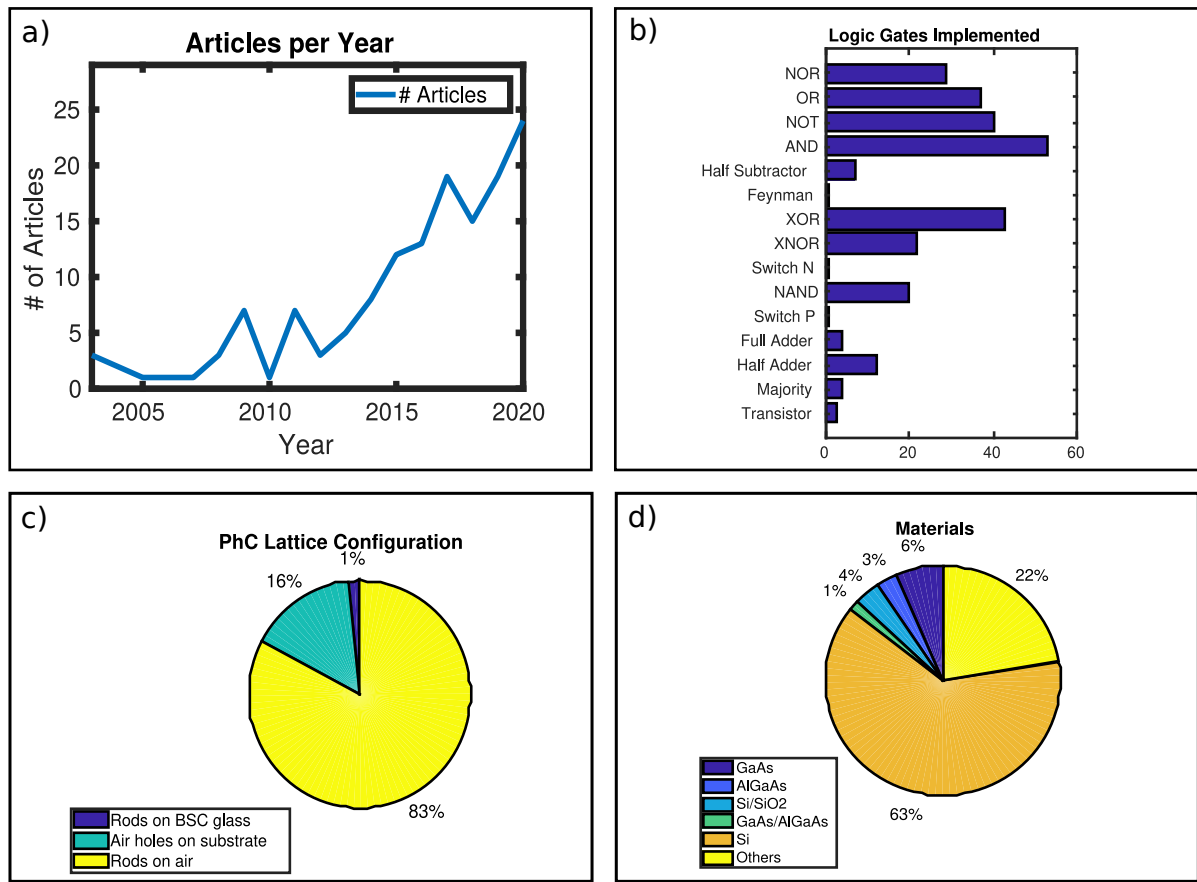 a)
Articles per Year
# Articles
25
20
15
10
5
0
# of Articles
2005
2010
2015
2020
Year
b)
Logic Gates Implemented
NOR
OR
NOT
AND
Half Subtractor
Feynman
XOR
XNOR
Switch N
NAND
Switch P
Full Adder
Half Adder
Majority
Transistor
0
20
40
60
c)
PhC Lattice Configuration
1%
16%
83%
Rods on BSC glass
Air holes on substrate
Rods on air
d)
Materials
6%
3%
4%
1%
22%
63%
GaAs
AlGaAs
Si/SiO2
GaAs/AlGaAs
Si
Others